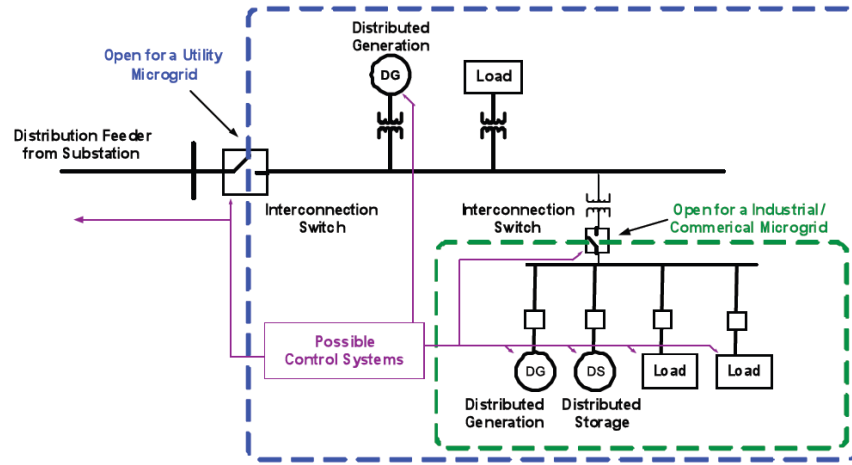 Distributed
Generation
DG
Load
Open for a Utility
Microgrid
Distribution Feeder
from Substation
Interconnection
Switch
Interconnection
Switch
Open for a Industrial/
Commerical Microgrid
Possible
Control Systems
DG
DS
Load
Load
Distributed
Generation
Distributed
Storage